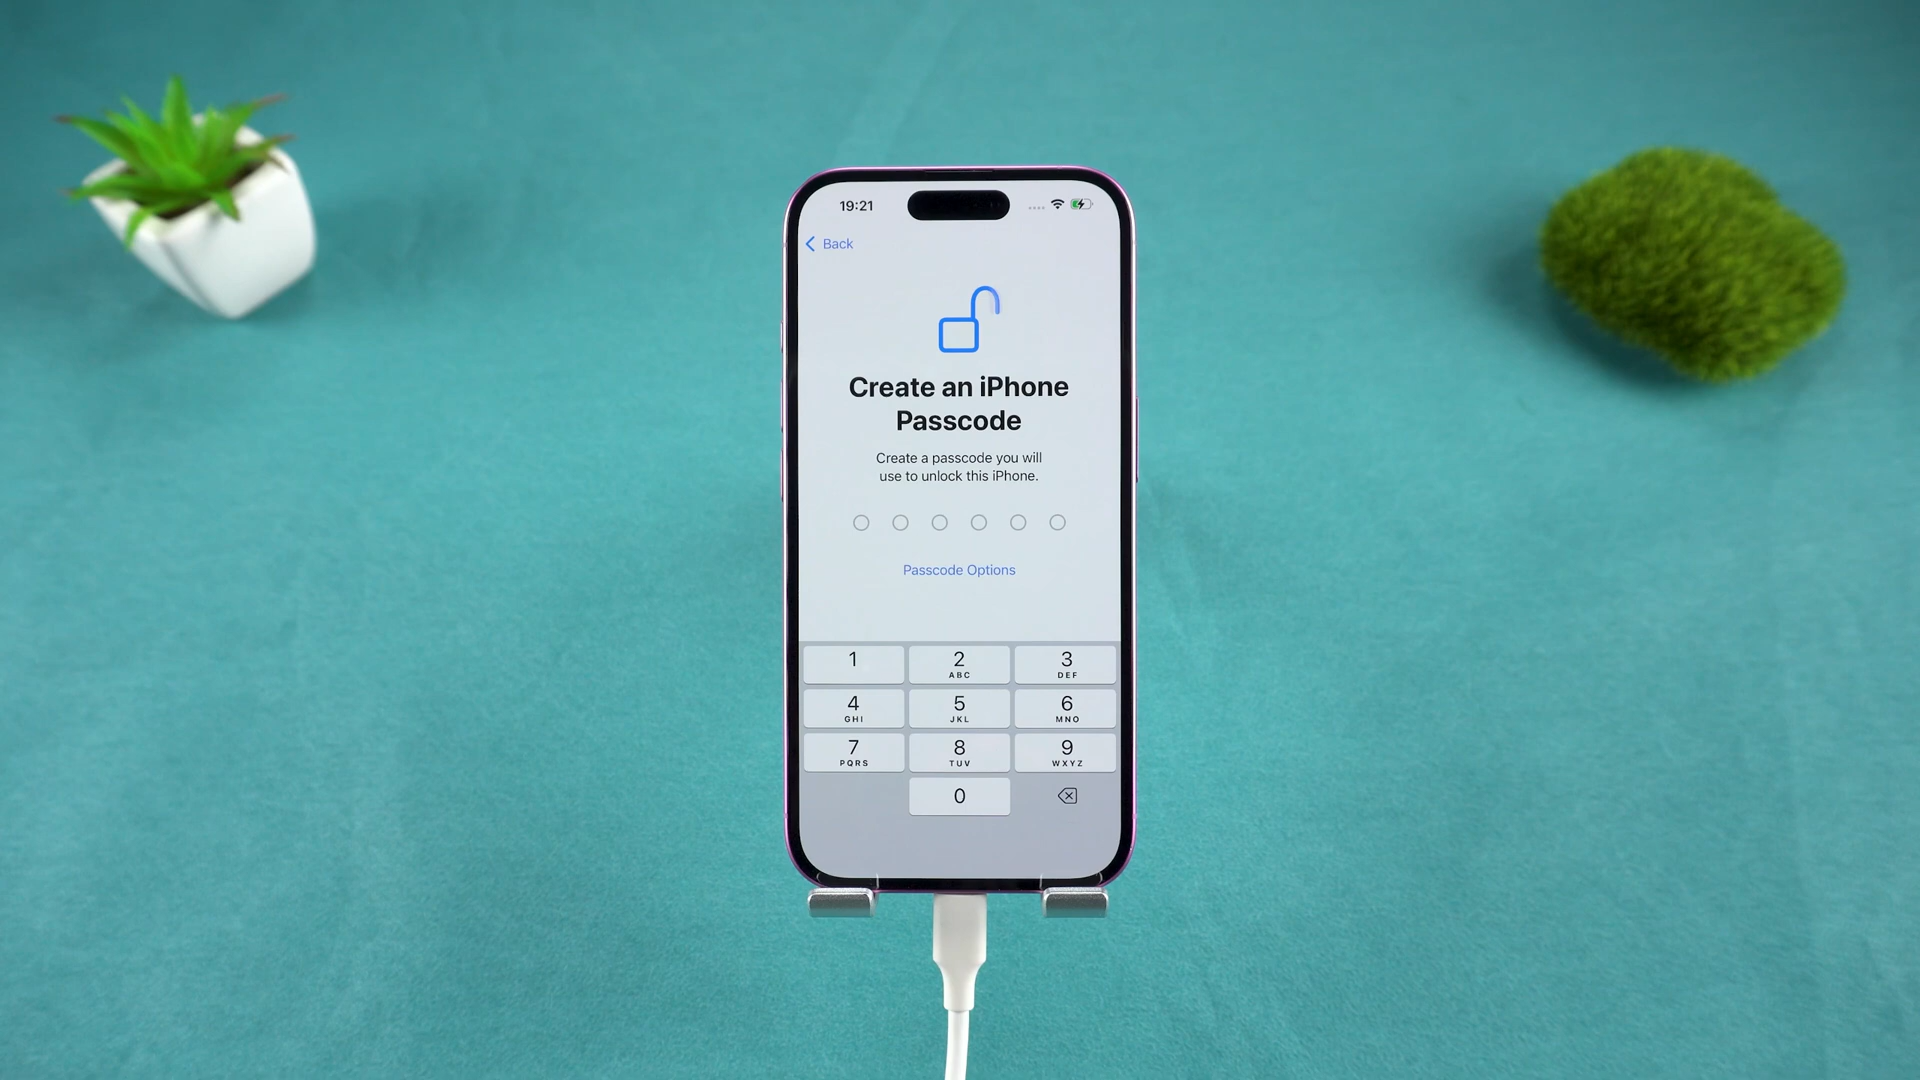 19:21
Back
Create an iPhone
Passcode
Create a passcode you will
use to unlock this iPhone.
Passcode Options
1
2
ABC
3
DEF
4
GHI
5
JKL
6
MNO
7
PQRS
8
TUV
9
WXYZ
0